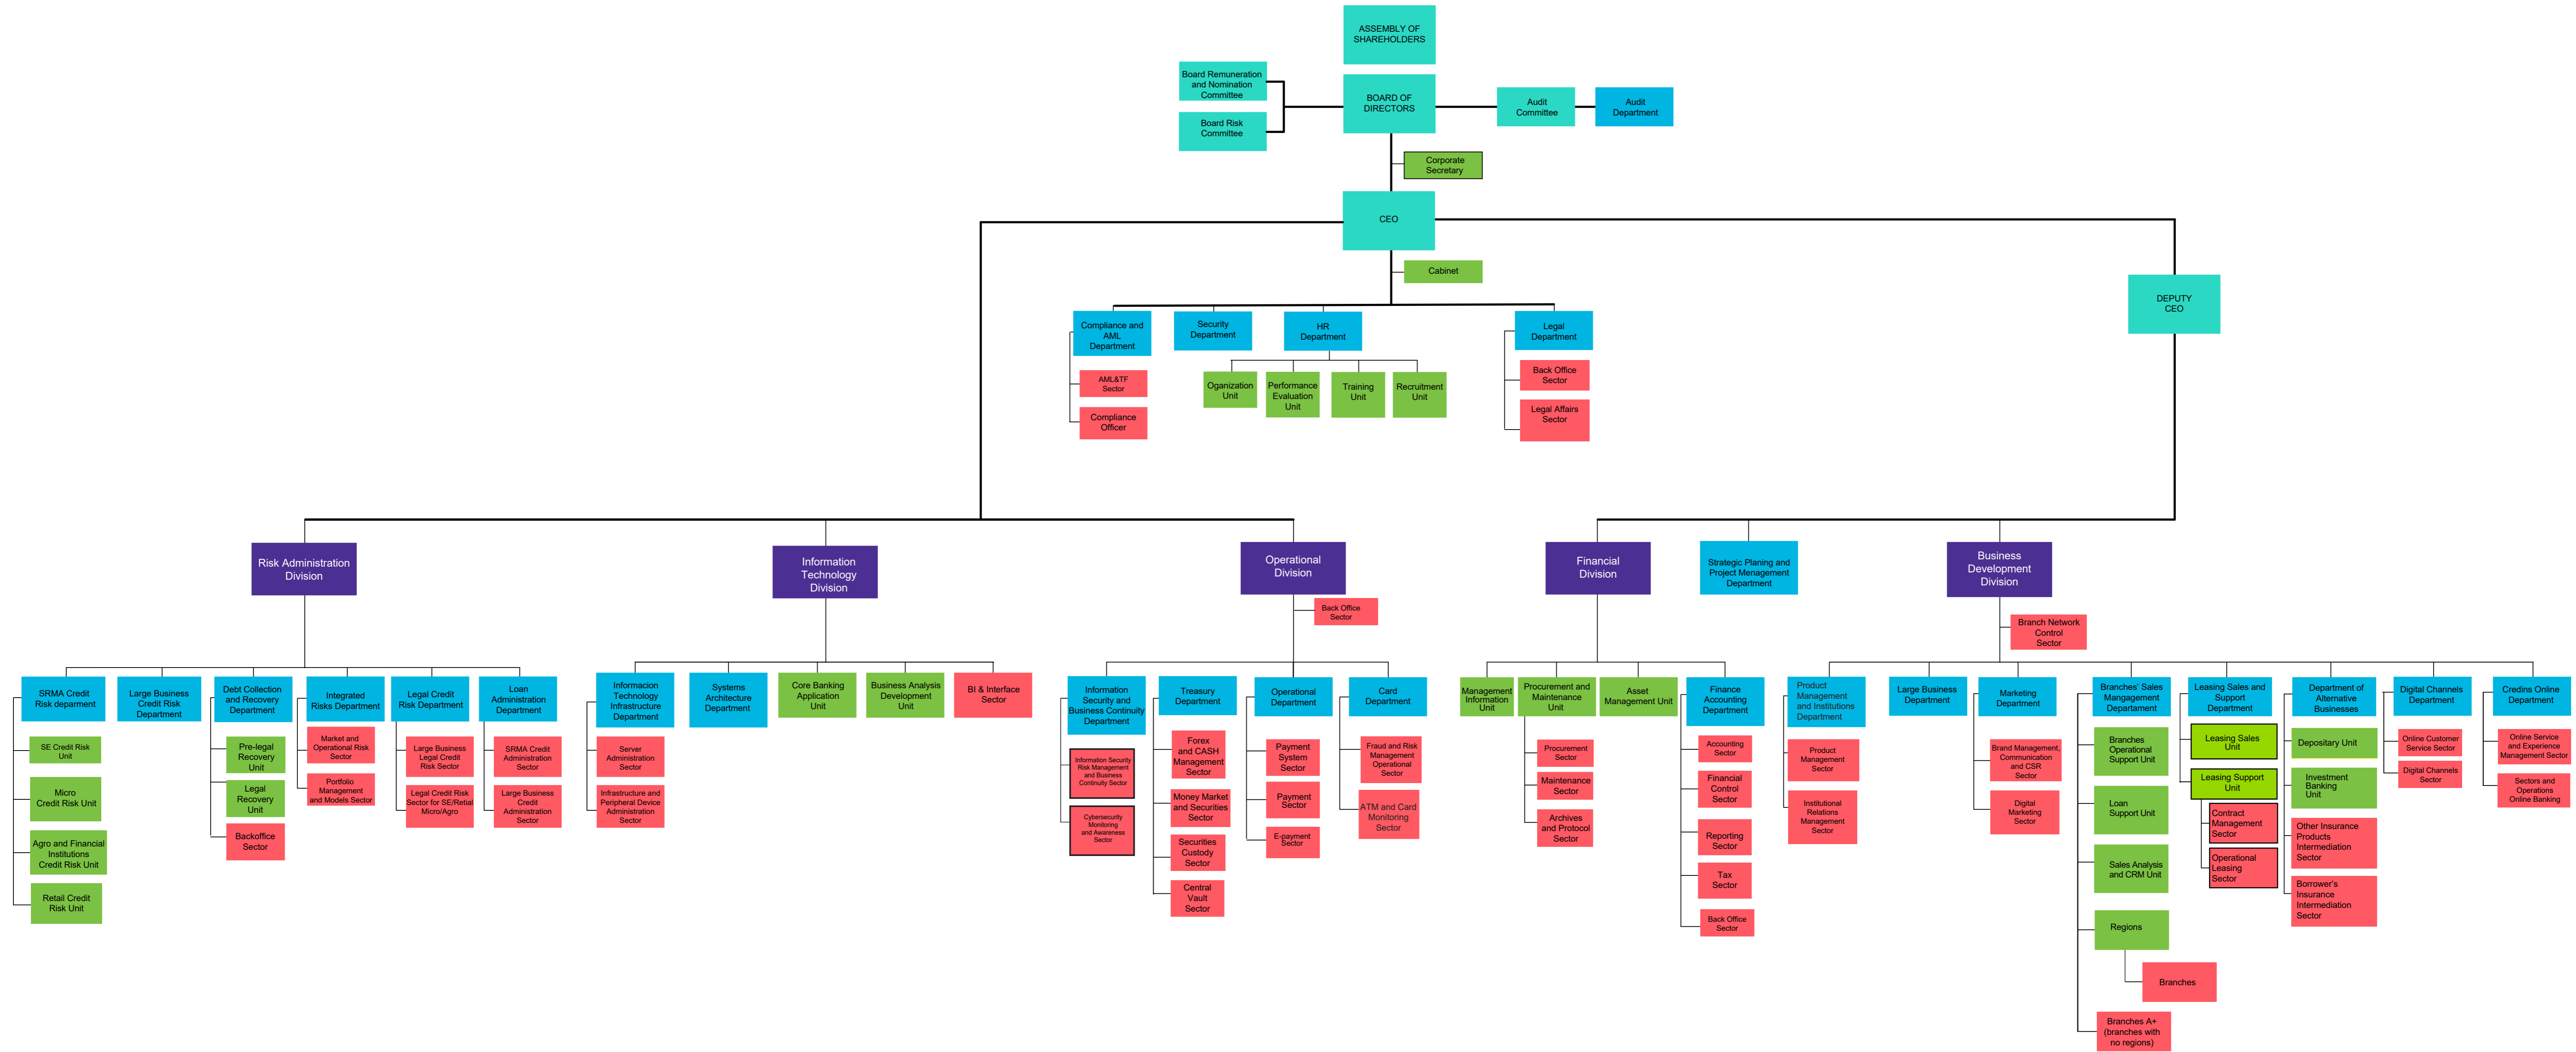 ASSEMBLY OF
SHAREHOLDERS
Board Remuneration
and Nomination
Committee
Board Risk
Committee
BOARD OF
DIRECTORS
Audit
Committee
Audit
Department
Corporate
Secretary
CEO
Cabinet
DEPUTY
CEO
Compliance and
AML
Department
AML&TF
Sector
Compliance
Officer
Security
Department
HR
Department
Oganization
Unit
Performance
Evaluation
Unit
Training
Unit
Recruitment
Unit
Legal
Department
Back Office
Sector
Legal Affairs
Sector
Risk Administration
Division
Information
Technology
Division
Operational
Division
Back Office
Sector
Financial
Division
Strategic Planing and
Project Menagement
Department
Business
Development
Division
Branch Network
Control
Sector
SRMA Credit
Risk deparment
SE Credit Risk
Unit
Micro
Credit Risk Unit
Agro and Financial
Institutions
Credit Risk Unit
Retail Credit
Risk Unit
Large Business
Credit Risk
Department
Debt Collection
and Recovery
Department
Pre-legal
Recovery
Unit
Legal
Recovery
Unit
Backoffice
Sector
Integrated
Risks Department
Market and
Operational Risk
Sector
Portfolio
Management
and Models Sector
Legal Credit
Risk Department
Large Business
Legal Credit
Risk Sector
Legal Credit Risk
Sector for SE/Retial
Micro/Agro
Loan
Administration
Department
SRMA Credit
Administration
Sector
Large Business
Credit
Administration
Sector
Informacion
Technology
Infrastructure
Department
Server
Administration
Sector
Infrastructure and
Peripheral Device
Administration
Sector
Systems
Architecture
Department
Core Banking
Application
Unit
Business Analysis
Development
Unit
BI & Interface
Sector
Information
Security and
Business Continuity
Department
Information Security
Risk Management
and Business
Continuity Sector
Cybersecurity
Monitoring
and Awareness
Sector
Treasury
Department
Forex
and CASH
Management
Sector
Money Market
and Securities
Sector
Securities
Custody
Sector
Central
Vault
Sector
Operational
Department
Payment
System
Sector
Payment
Sector
E-payment
Sector
Card
Department
Fraud and Risk
Management
Operational
Sector
ATM and Card
Monitoring
Sector
Management
Information
Unit
Procurement and
Maintenance
Unit
Procurement
Sector
Maintenance
Sector
Archives
and Protocol
Sector
Asset
Management Unit
Finance
Accounting
Department
Accounting
Sector
Financial
Control
Sector
Reporting
Sector
Tax
Sector
Back Office
Sector
Product
Management
and Institutions
Department
Product
Management
Sector
Institutional
Relations
Management
Sector
Large Business
Department
Marketing
Department
Brand Management,
Communication
and CSR
Sector
Digital
Marketing
Sector
Branches' Sales
Mangagement
Departament
Branches
Operational
Support Unit
Loan
Support Unit
Sales Analysis
and CRM Unit
Regions
Branches
Branches A+
(branches with
no regions)
Leasing Sales and
Support
Department
Leasing Sales
Unit
Leasing Support
Unit
Contract
Management
Sector
Operational
Leasing
Sector
Department of
Alternative
Businesses
Depositary Unit
Investment
Banking
Unit
Other Insurance
Products
Intermediation
Sector
Borrower's
Insurance
Intermediation
Sector
Digital Channels
Department
Online Customer
Service Sector
Digital Channels
Sector
Credins Online
Department
Online Service
and Experience
Management Sector
Sectors and
Operations
Online Banking